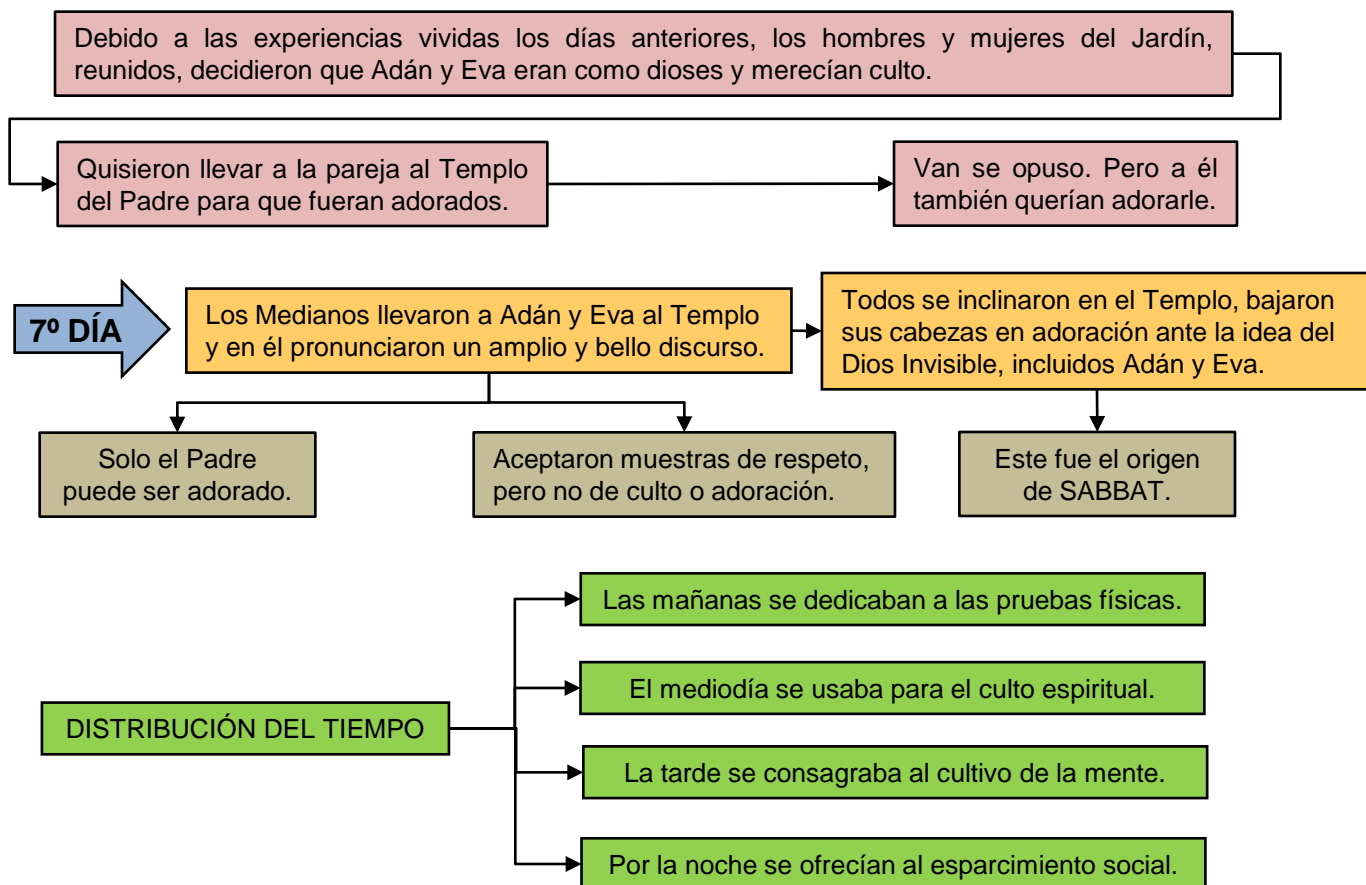 Debido a las experiencias vividas los días anteriores, los hombres y mujeres del Jardín,
reunidos, decidieron que Adán y Eva eran como dioses y merecían culto.
Quisieron llevar a la pareja al Templo
del Padre para que fueran adorados.
Van se opuso. Pero a él
también querían adorarle.
7º DÍA
Los Medianos llevaron a Adán y Eva al Templo
y en él pronunciaron un amplio y bello discurso.
Todos se inclinaron en el Templo, bajaron
sus cabezas en adoración ante la idea del
Dios Invisible, incluidos Adán y Eva.
Solo el Padre
puede ser adorado.
Aceptaron muestras de respeto,
pero no de culto o adoración.
Este fue el origen
de SABBAT.
DISTRIBUCIÓN DEL TIEMPO
Las mañanas se dedicaban a las pruebas físicas.
El mediodía se usaba para el culto espiritual.
La tarde se consagraba al cultivo de la mente.
Por la noche se ofrecían al esparcimiento social.